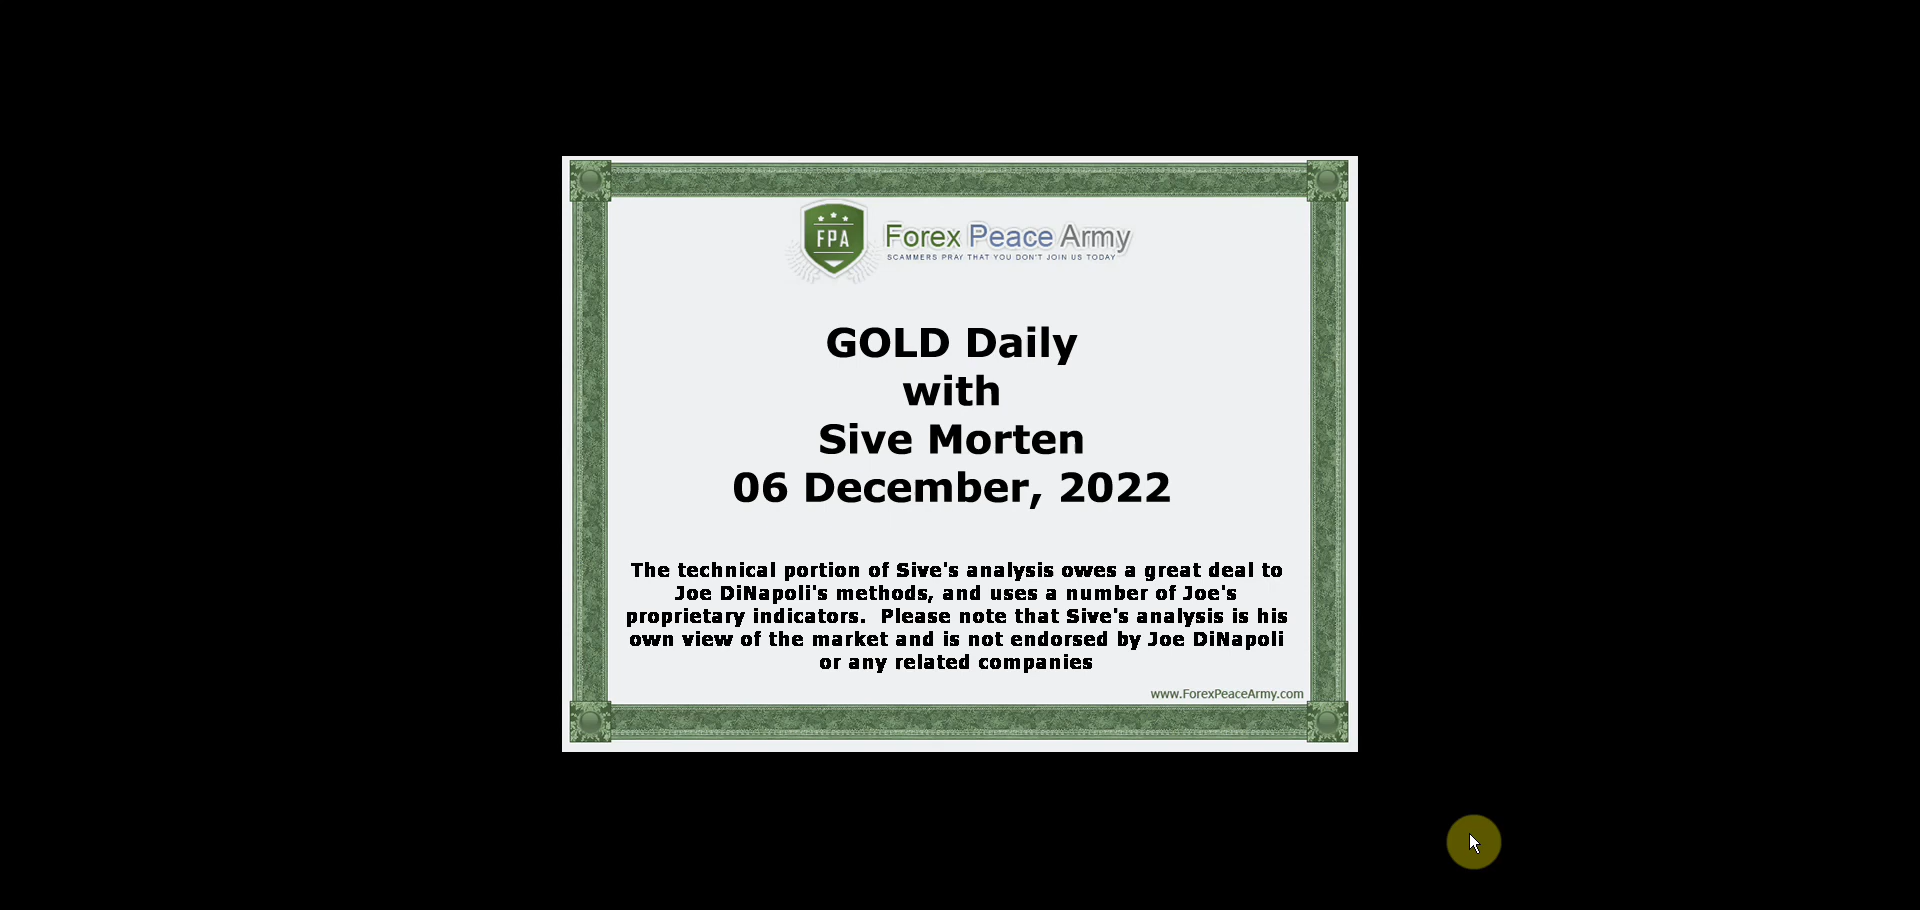 FPA
Forex Peace Army
SCAMMERS PRAY THAT YOU DON'T JOIN US TODAY
GOLD Daily
with
Sive Morten
06 December, 2022
The technical portion of Sive's analysis owes a great deal to
Joe DiNapoli's methods, and uses a number of Joe's
proprietary indicators.  Please note that Sive's analysis is his
own view of the market and is not endorsed by Joe DiNapoli
or any related companies
www.ForexPeaceArmy.com